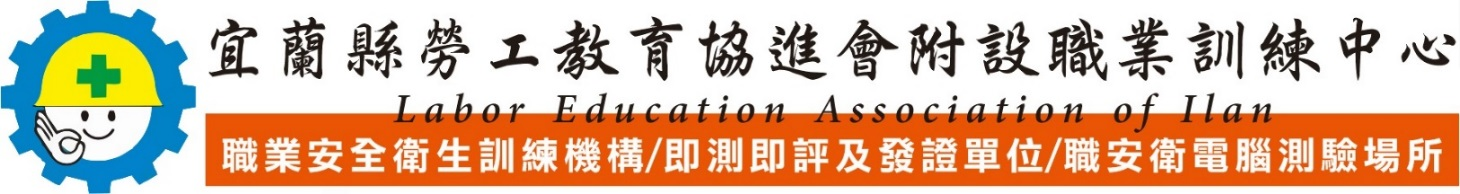 宜蘭縣勞工教育協進會附設職業訓練中心
Labor Education Association of Ilan
職業安全衛生訓練機構/即測即評及發證單位/職安衛電腦測驗場所